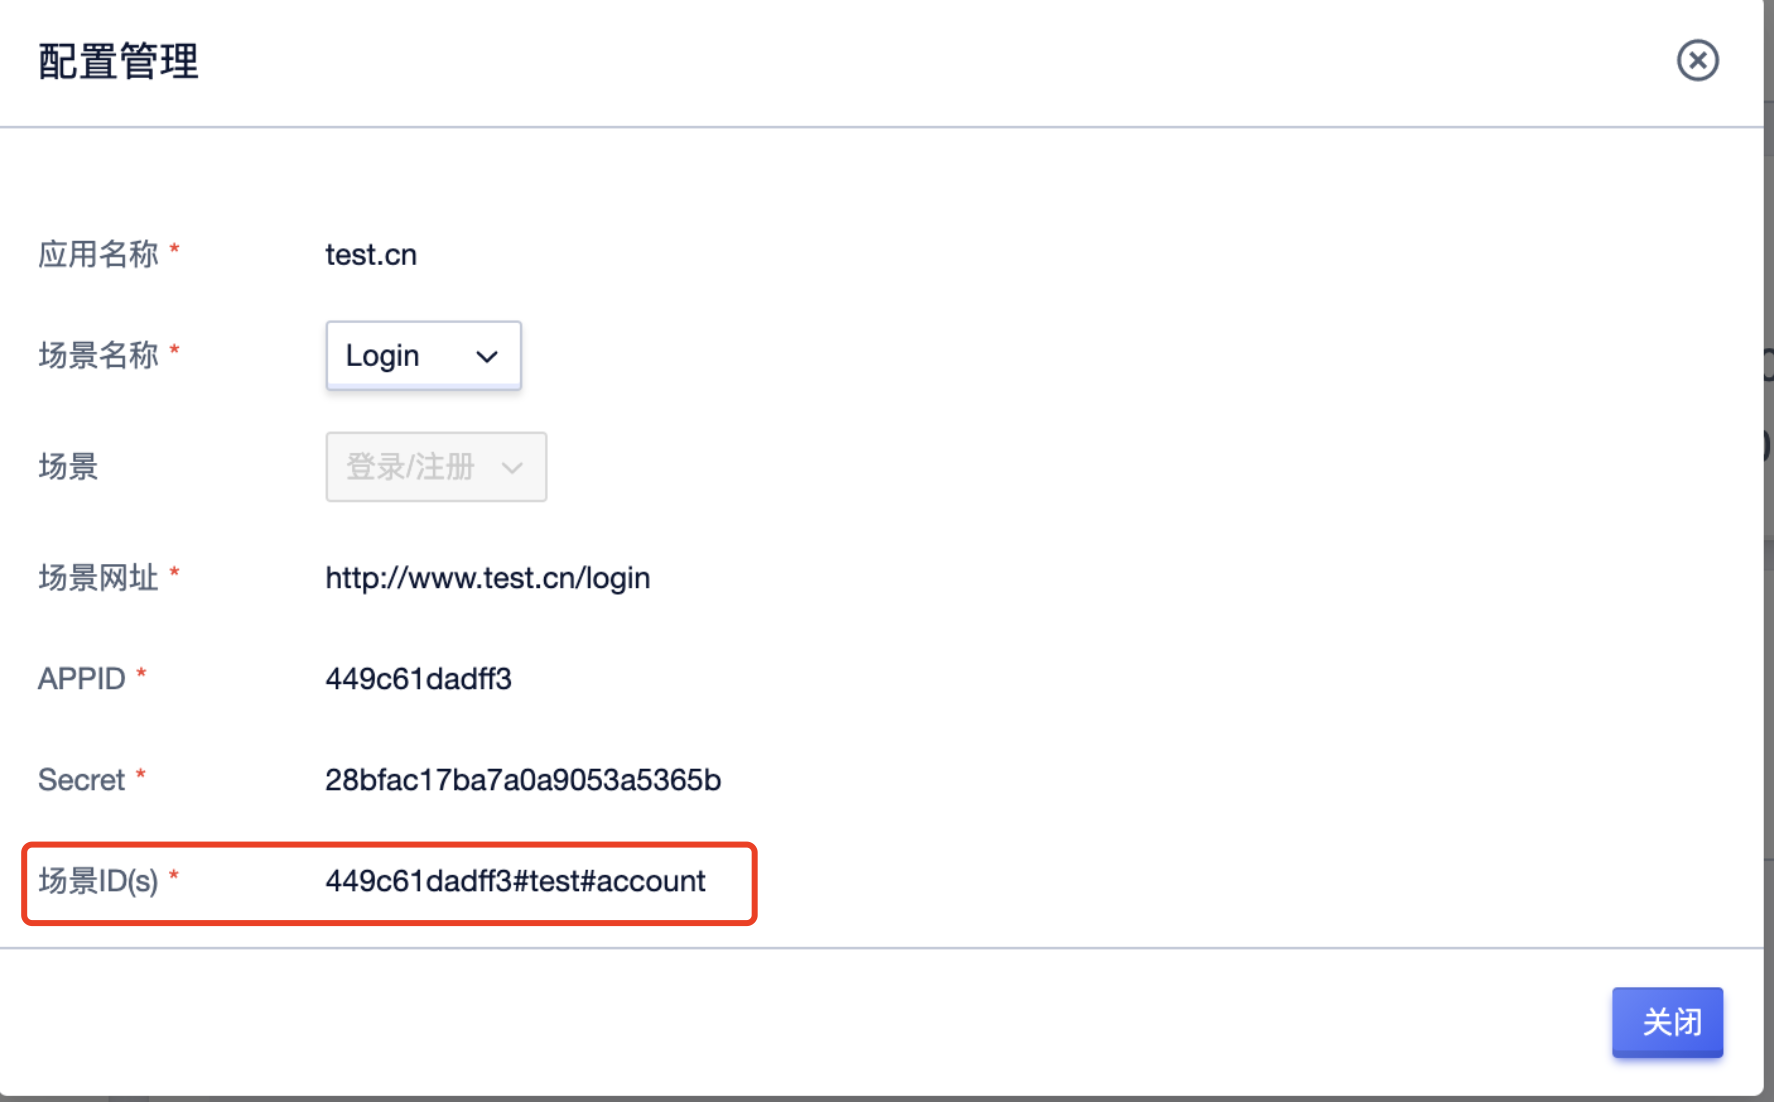 配置管理
应用名称 * test.cn
场景名称 * Login
场景 登录/注册
场景网址 * http://www.test.cn/login
APPID * 449c61dadff3
Secret * 28bfac17ba7a0a9053a5365b
场景ID(s) * 449c61dadff3#test#account
关闭